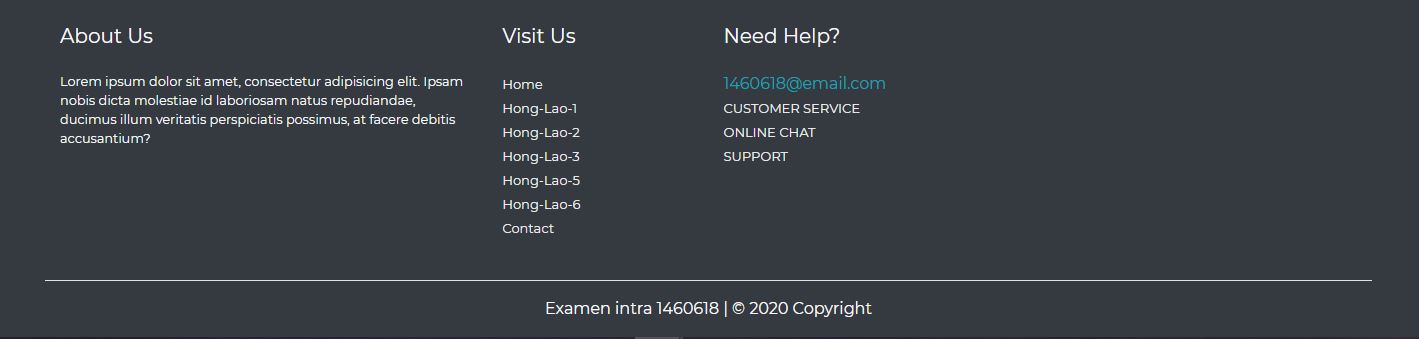 About Us
Lorem ipsum dolor sit amet, consectetur adipisicing elit. Ipsam
nobis dicta molestiae id laboriosam natus repudiandae,
ducimus illum veritatis perspiciatis possimus, at facere debitis
accusantium?
Visit Us
Home
Hong-Lao-1
Hong-Lao-2
Hong-Lao-3
Hong-Lao-5
Hong-Lao-6
Contact
Need Help?
1460618@email.com
CUSTOMER SERVICE
ONLINE CHAT
SUPPORT
Examen intra 1460618 | © 2020 Copyright